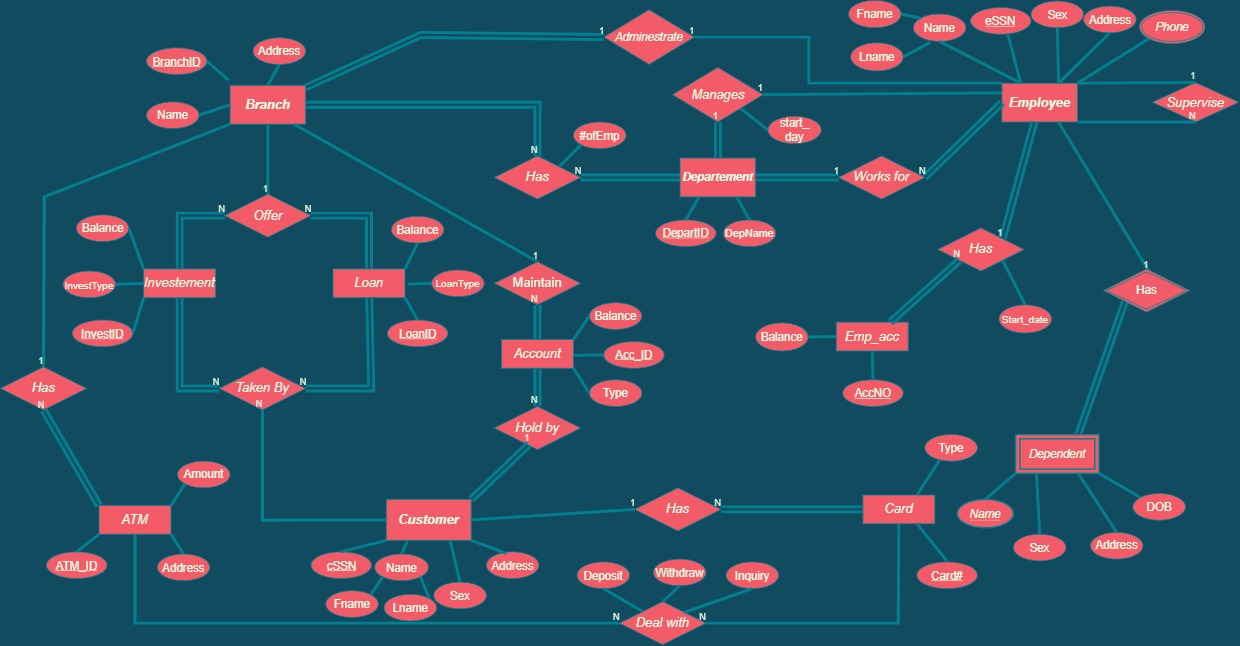 Fname
Name
eSSN
Sex
Address
Phone
Lname
Address
BranchID
Name
Branch
1
Adminestrate
1
Manages
1
1
start_
day
Employee
1
Supervise
N
#ofEmp
N
Has
N
Departement
1
Works for
N
DepartID
DepName
1
Offer
N
N
Balance
InvestType
InvestID
Investement
Loan
Balance
LoanType
LoanID
1
Maintain
N
1
Has
N
Start_date
1
Has
Balance
Emp_acc
AccNO
Account
Balance
Acc_ID
Type
1
Has
N
N
Taken By
N
N
N
Hold by
1
Type
Dependent
Name
Sex
Address
DOB
Amount
ATM
ATM_ID
Address
Customer
1
Has
N
Card
Card#
cSSN
Name
Address
Fname
Lname
Sex
Deposit
Withdraw
Inquiry
N
Deal with
N